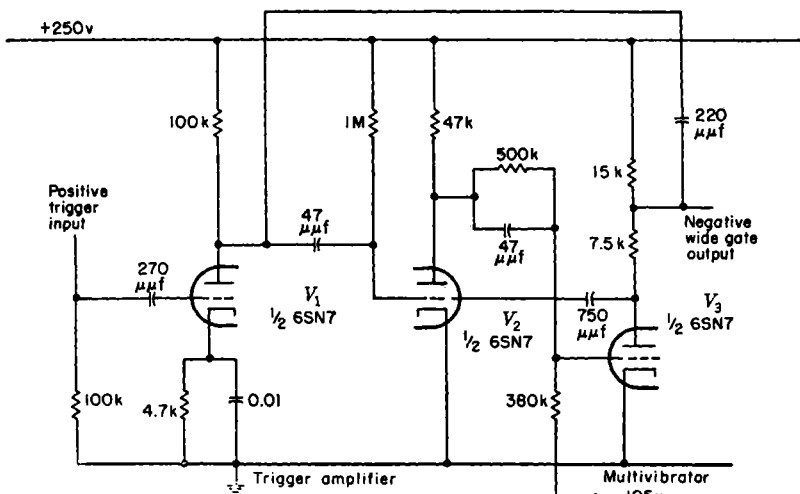 +250v
100k
1M
47k
500k
220
μμf
15k
Positive
trigger
input
47
μμf
47
μμf
7.5k
Negative
wide gate
output
270
μμf
V1
½ 6SN7
V2
½ 6SN7
750
μμf
V3
½ 6SN7
100k
4.7k
0.01
380k
Trigger amplifier
Multivibrator